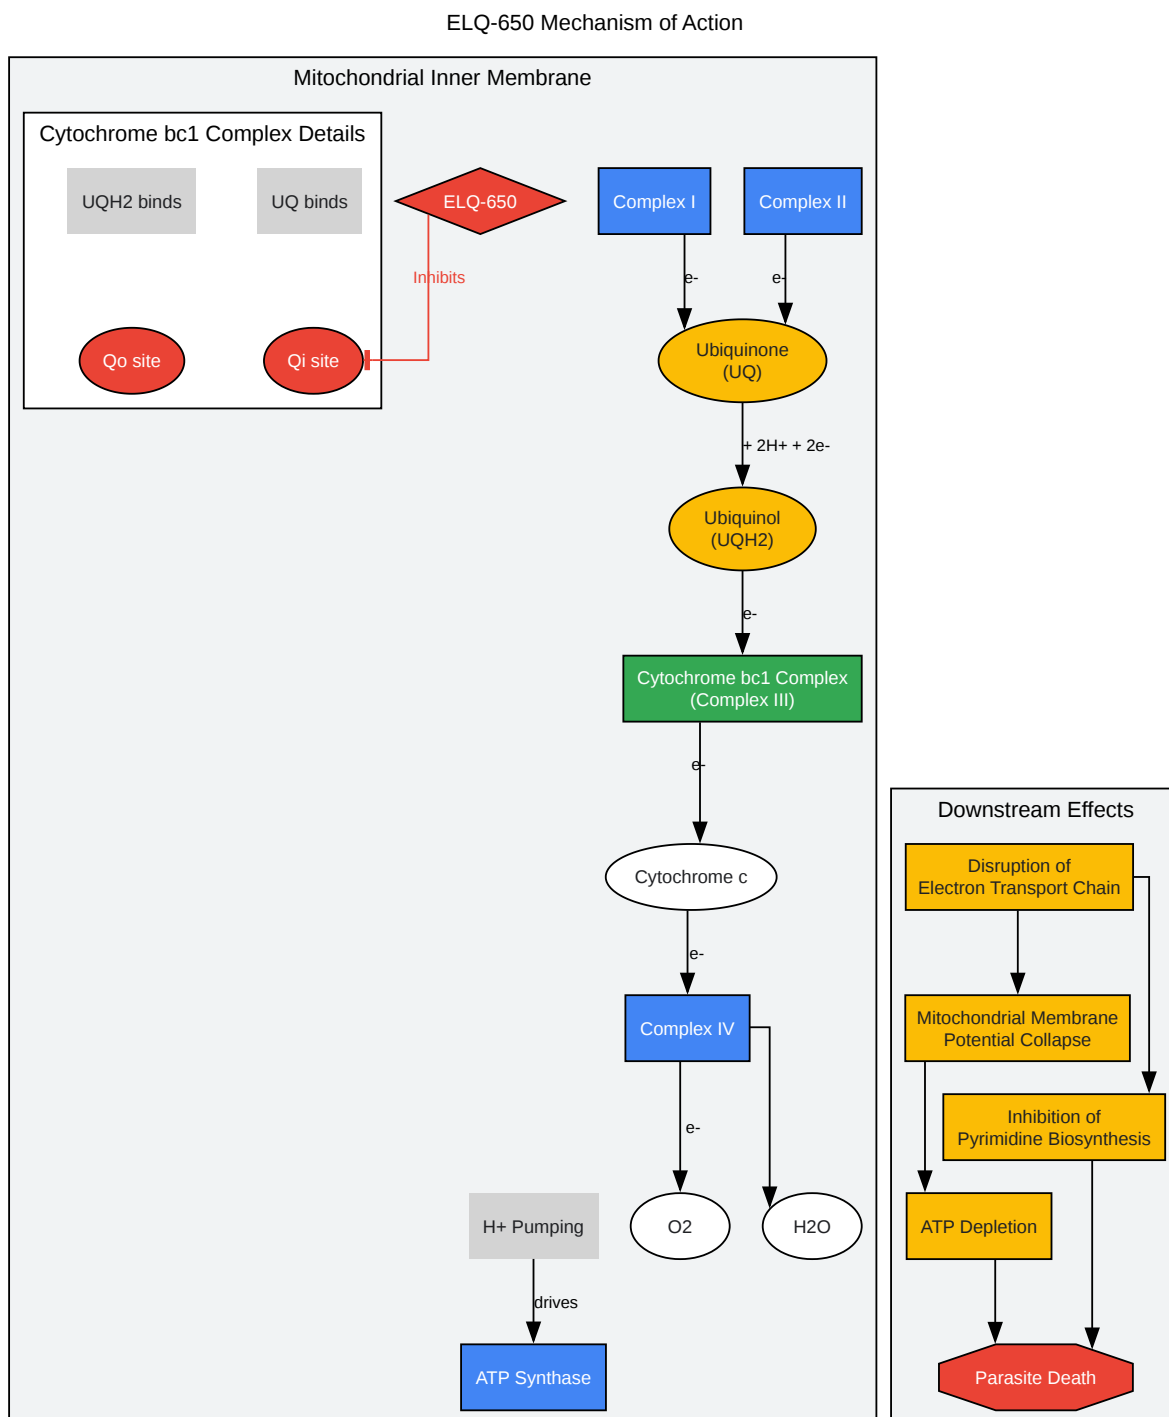 ELQ-650 Mechanism of Action
Mitochondrial Inner Membrane
Cytochrome bc1 Complex Details
UQH2 binds
UQ binds
ELQ-650
Complex I
Complex II
Inhibits
e-
e-
Qo site
Qi site
Ubiquinone
(UQ)
+ 2H+ + 2e-
Ubiquinol
(UQH2)
e-
Cytochrome bc1 Complex
(Complex III)
e-
Cytochrome c
e-
Complex IV
e-
H+ Pumping
O2
H2O
drives
ATP Synthase
Downstream Effects
Disruption of
Electron Transport Chain
Mitochondrial Membrane
Potential Collapse
Inhibition of
Pyrimidine Biosynthesis
ATP Depletion
Parasite Death